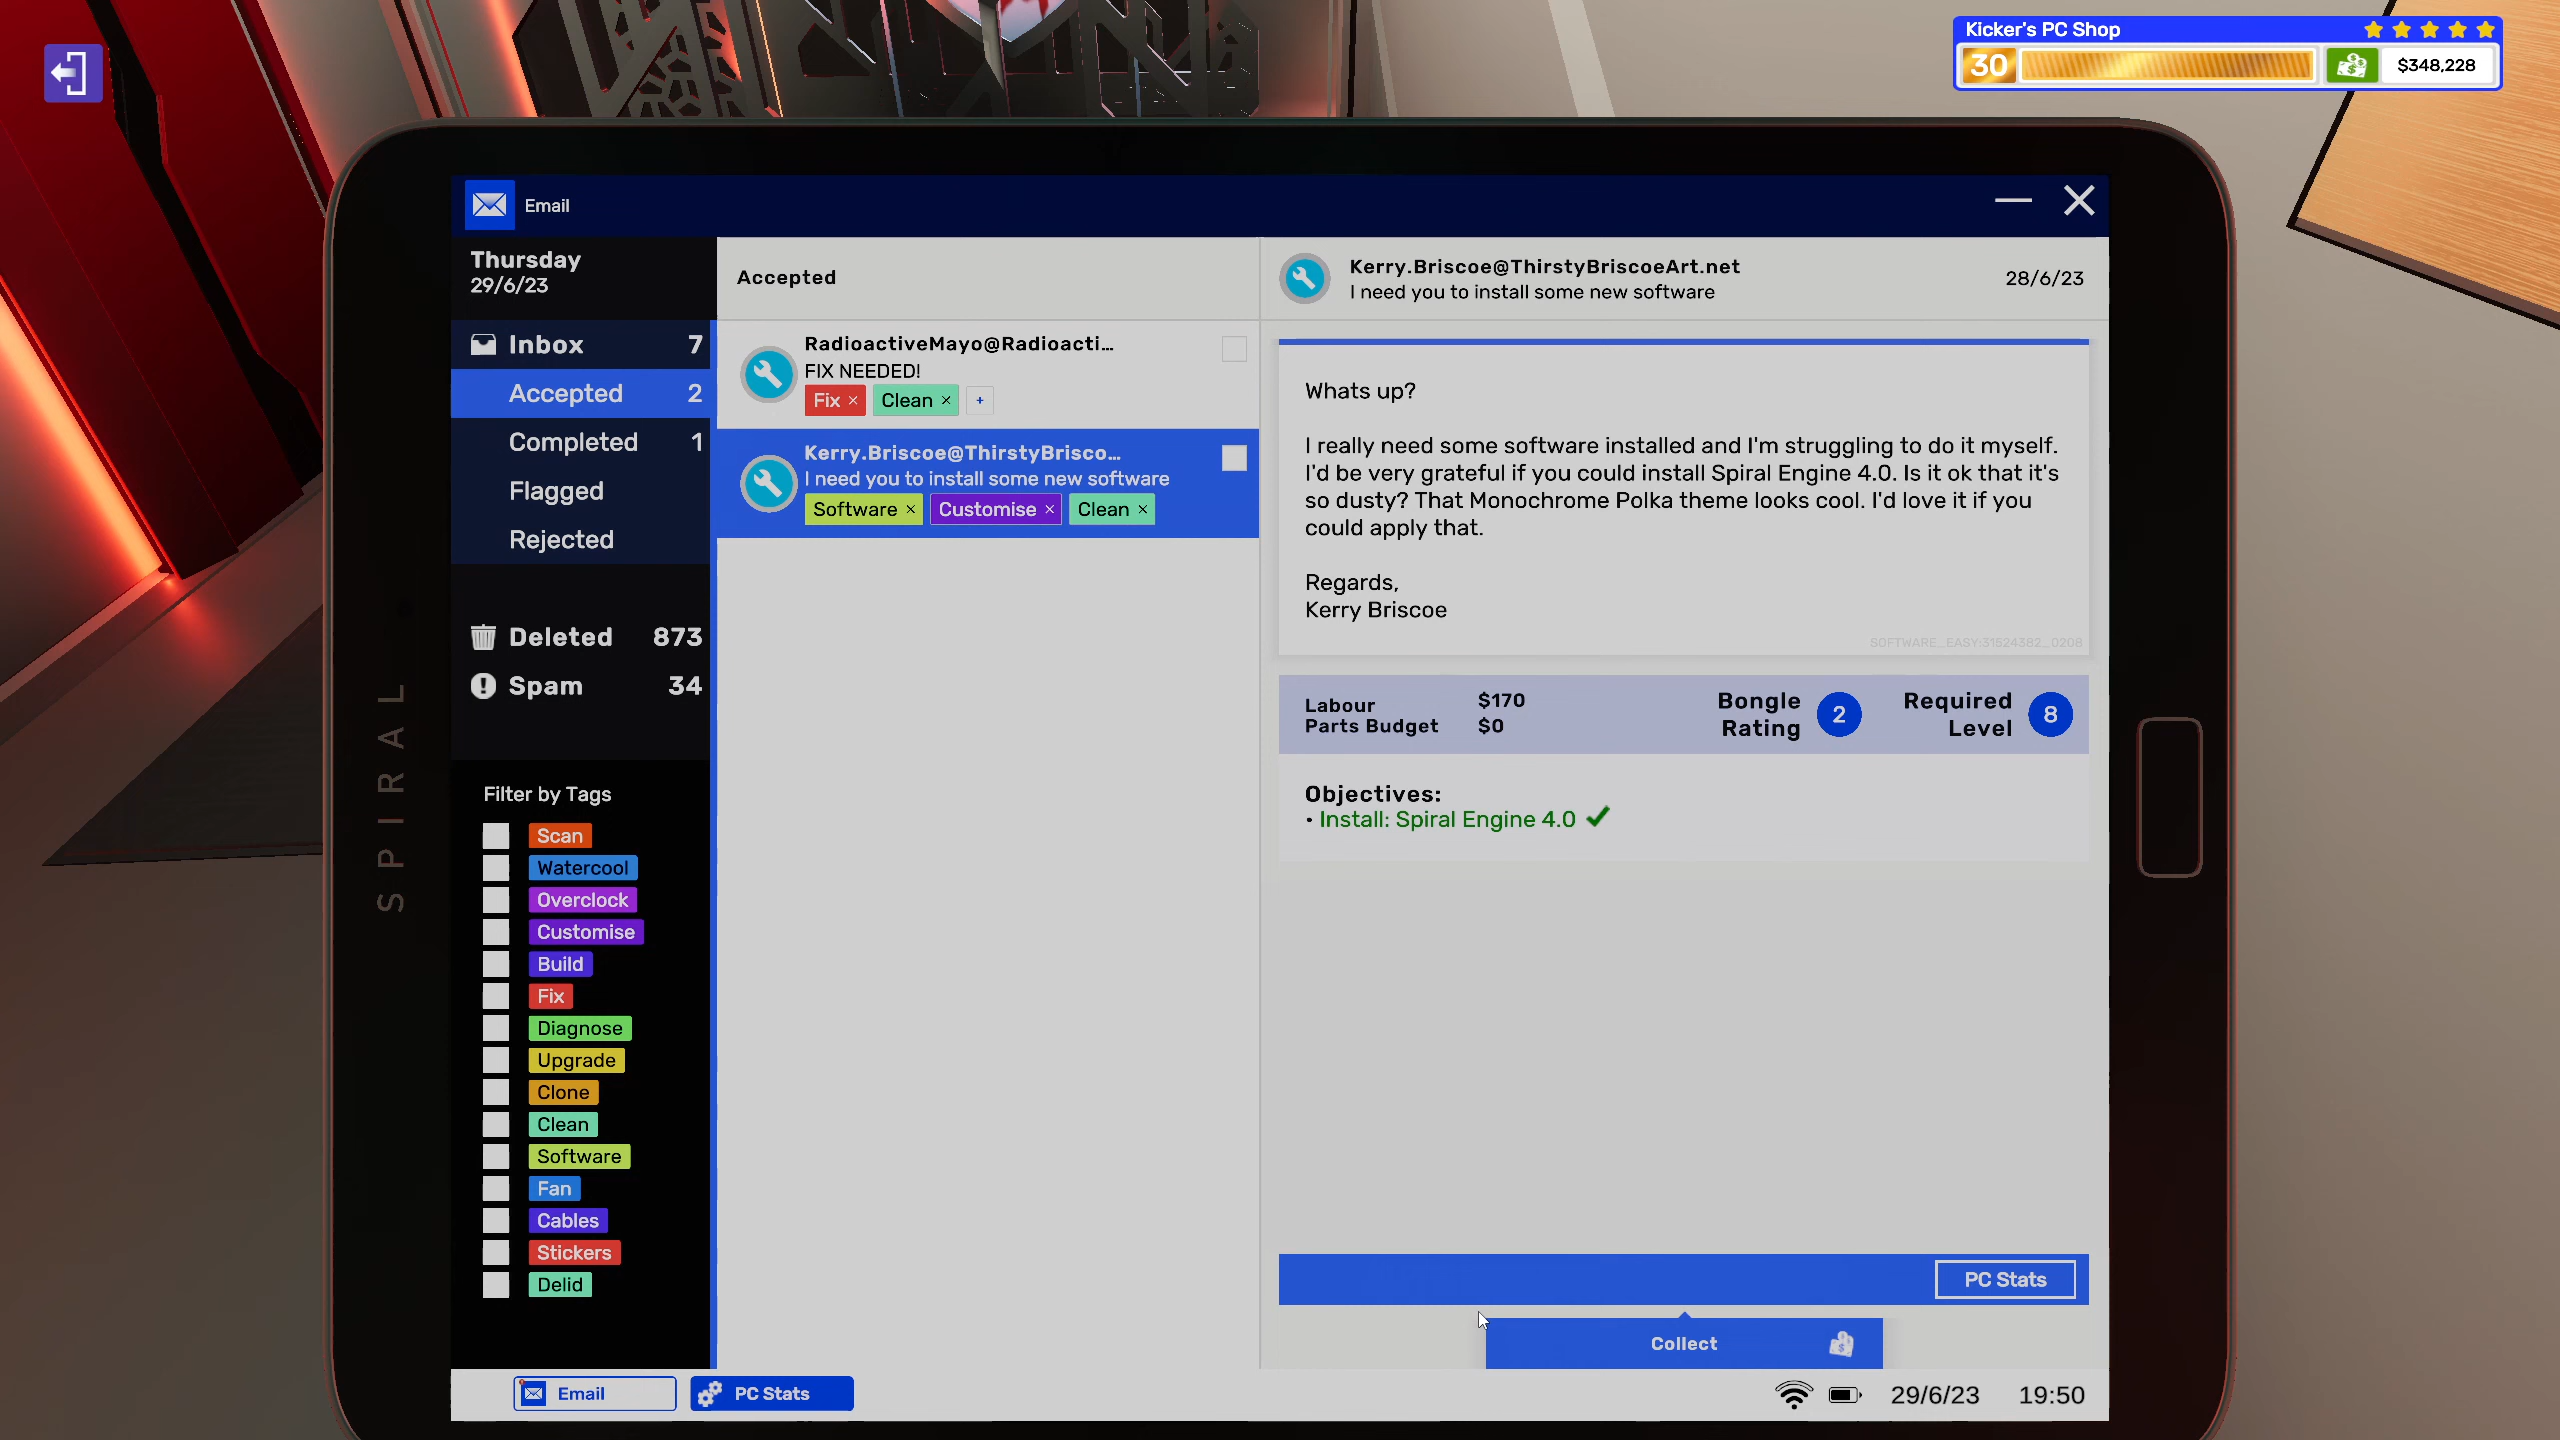 Kicker's PC Shop
30
$348,228
Email
Thursday
29/6/23
Inbox 7
Accepted 2
Completed 1
Flagged
Rejected
Deleted 873
Spam 34
Filter by Tags
Scan
Watercool
Overclock
Customise
Build
Fix
Diagnose
Upgrade
Clone
Clean
Software
Fan
Cables
Stickers
Delid
Accepted
RadioactiveMayo@Radioacti...
FIX NEEDED!
Fix × Clean × +
Kerry.Briscoe@ThirstyBrisco...
I need you to install some new software
Software × Customise × Clean ×
Kerry.Briscoe@ThirstyBriscoeArt.net
I need you to install some new software
28/6/23
Whats up?
I really need some software installed and I'm struggling to do it myself.
I'd be very grateful if you could install Spiral Engine 4.0. Is it ok that it's
so dusty? That Monochrome Polka theme looks cool. I'd love it if you
could apply that.
Regards,
Kerry Briscoe
SOFTWARE_EASY:31524382_0208
Labour $170
Parts Budget $0
Bongle
Rating 2
Required
Level 8
Objectives:
• Install: Spiral Engine 4.0
PC Stats
Collect
Email
PC Stats
29/6/23 19:50
SPIRAL